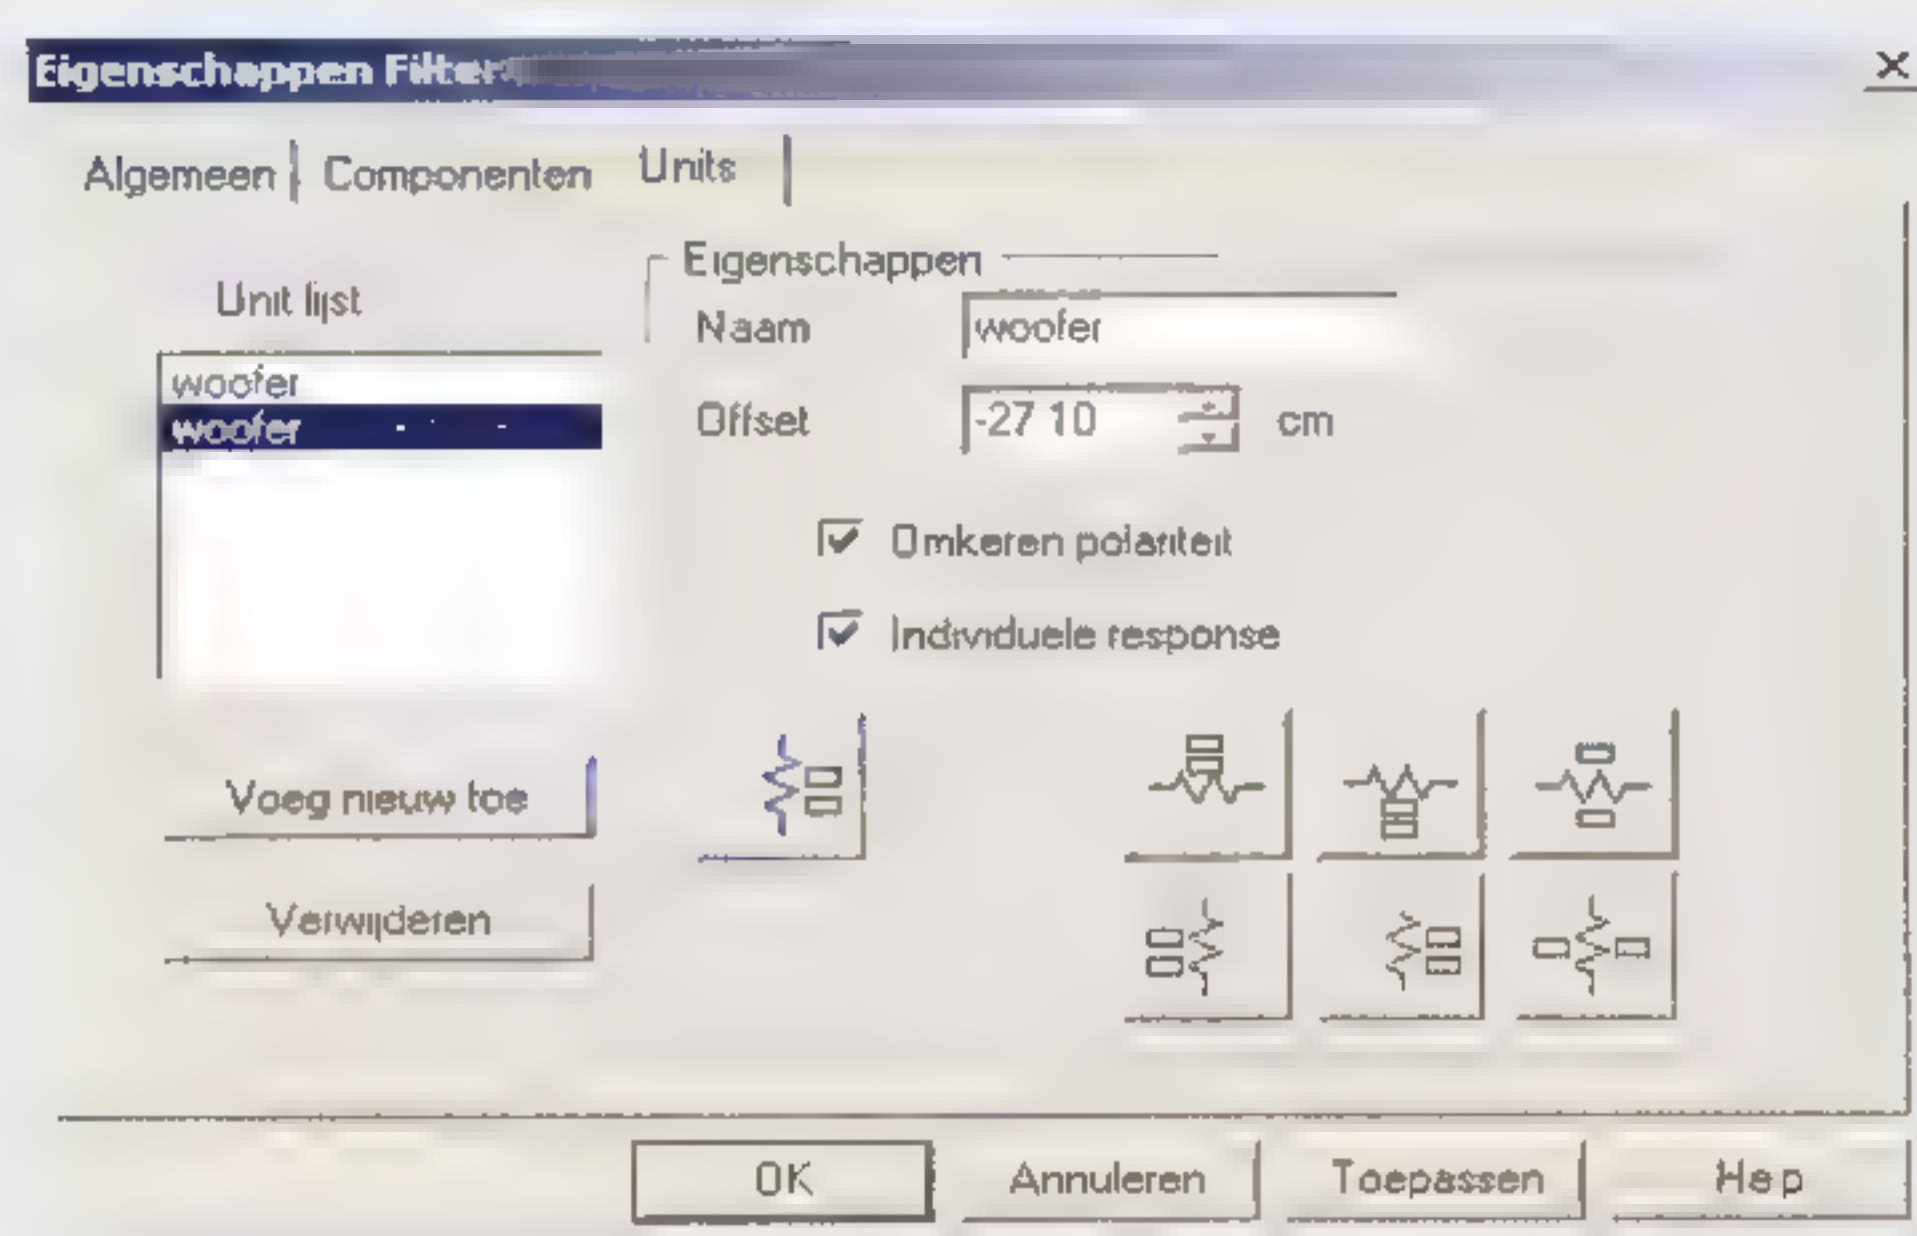 Eigenschappen Filter
Algemeen
Componenten
Units
Unit lijst
woofer
woofer
Eigenschappen
Naam
woofer
Offset
-27 10
cm
Omkeren polariteit
Individuele response
Voeg nieuw toe
Verwijderen
OK
Annuleren
Toepassen
Help